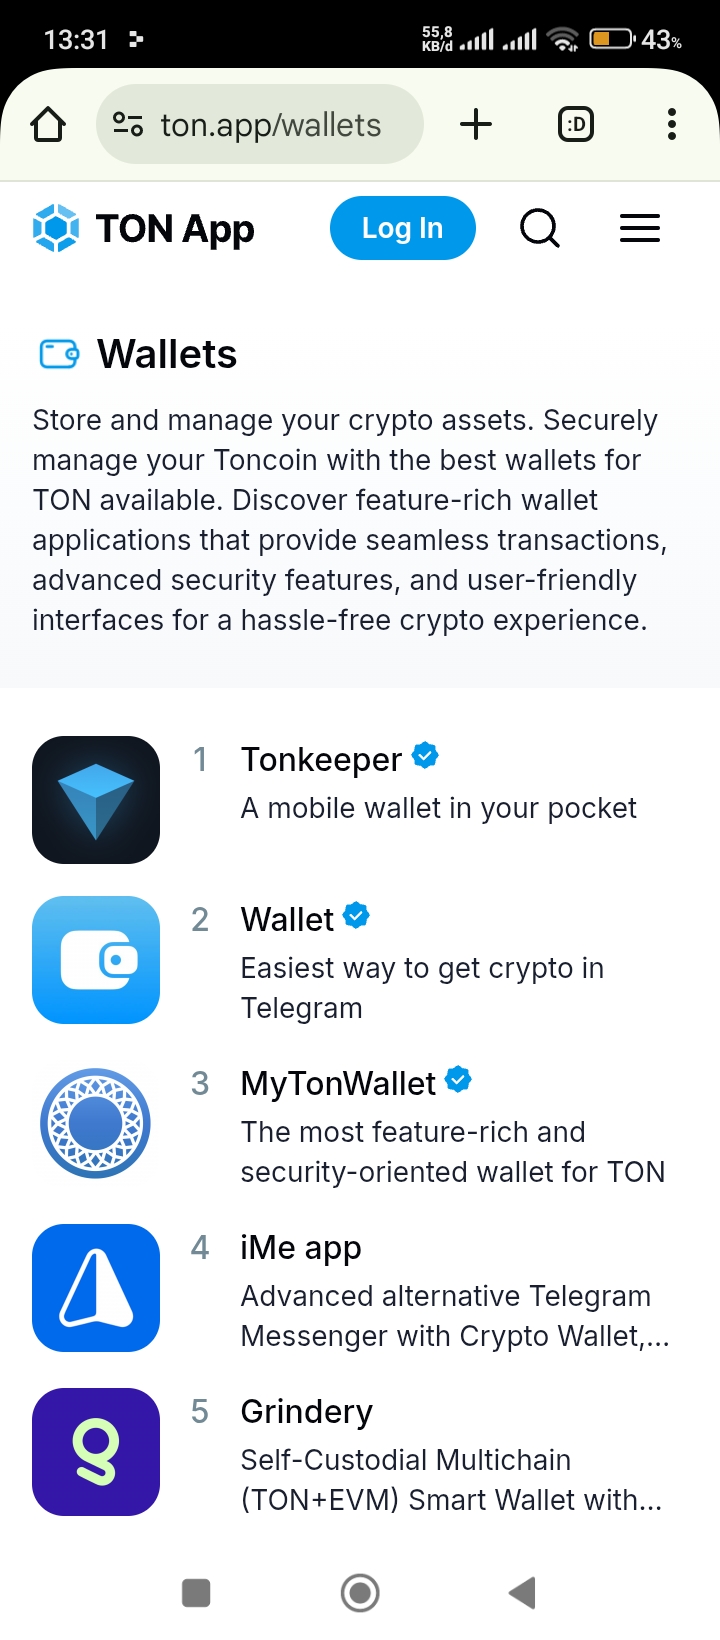 13:31
55,8
KB/d
43%
ton.app/wallets
:D
TON App
Log In
Wallets
Store and manage your crypto assets. Securely
manage your Toncoin with the best wallets for
TON available. Discover feature-rich wallet
applications that provide seamless transactions,
advanced security features, and user-friendly
interfaces for a hassle-free crypto experience.
1 Tonkeeper
A mobile wallet in your pocket
2 Wallet
Easiest way to get crypto in
Telegram
3 MyTonWallet
The most feature-rich and
security-oriented wallet for TON
4 iMe app
Advanced alternative Telegram
Messenger with Crypto Wallet,...
5 Grindery
Self-Custodial Multichain
(TON+EVM) Smart Wallet with...